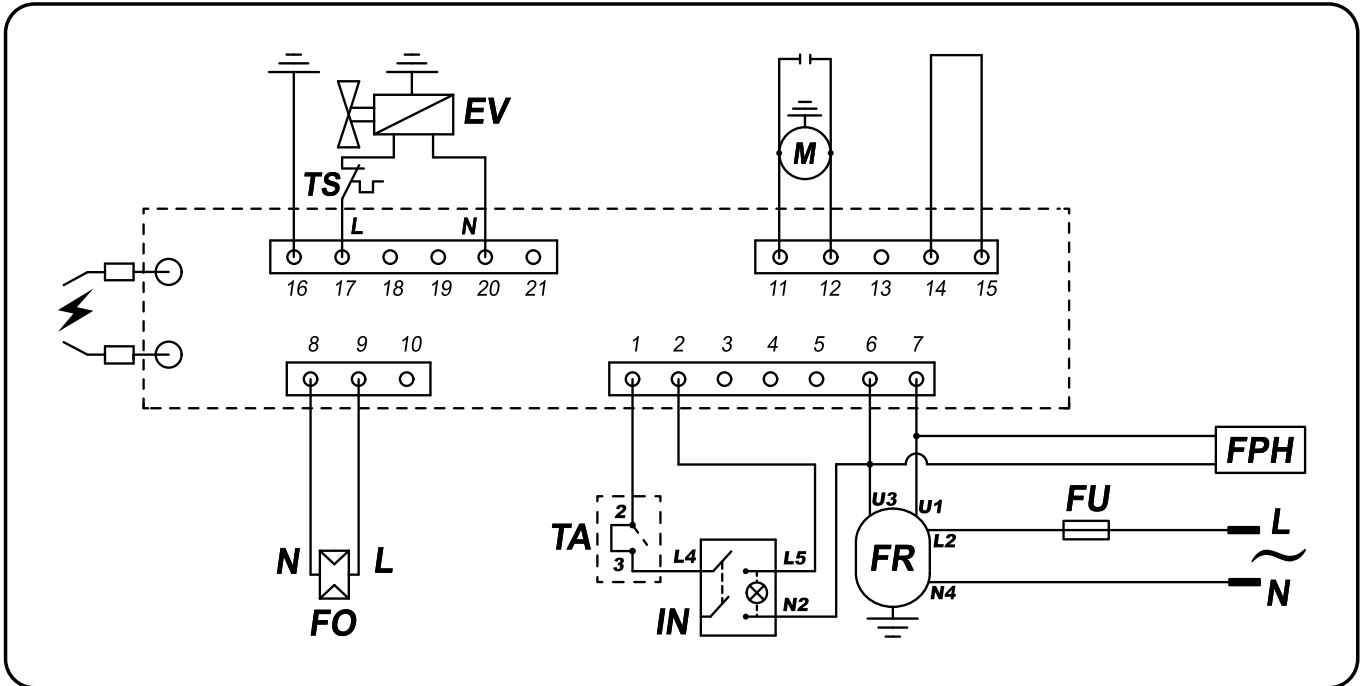 EV
M
TS
L N
16 17 18 19 20 21
11 12 13 14 15
8 9 10
1 2 3 4 5 6 7
FPH
U3 U1
FU
L
TA 2
3
L4 L5
L2
FR
N L
N2
N4
N
IN
FO